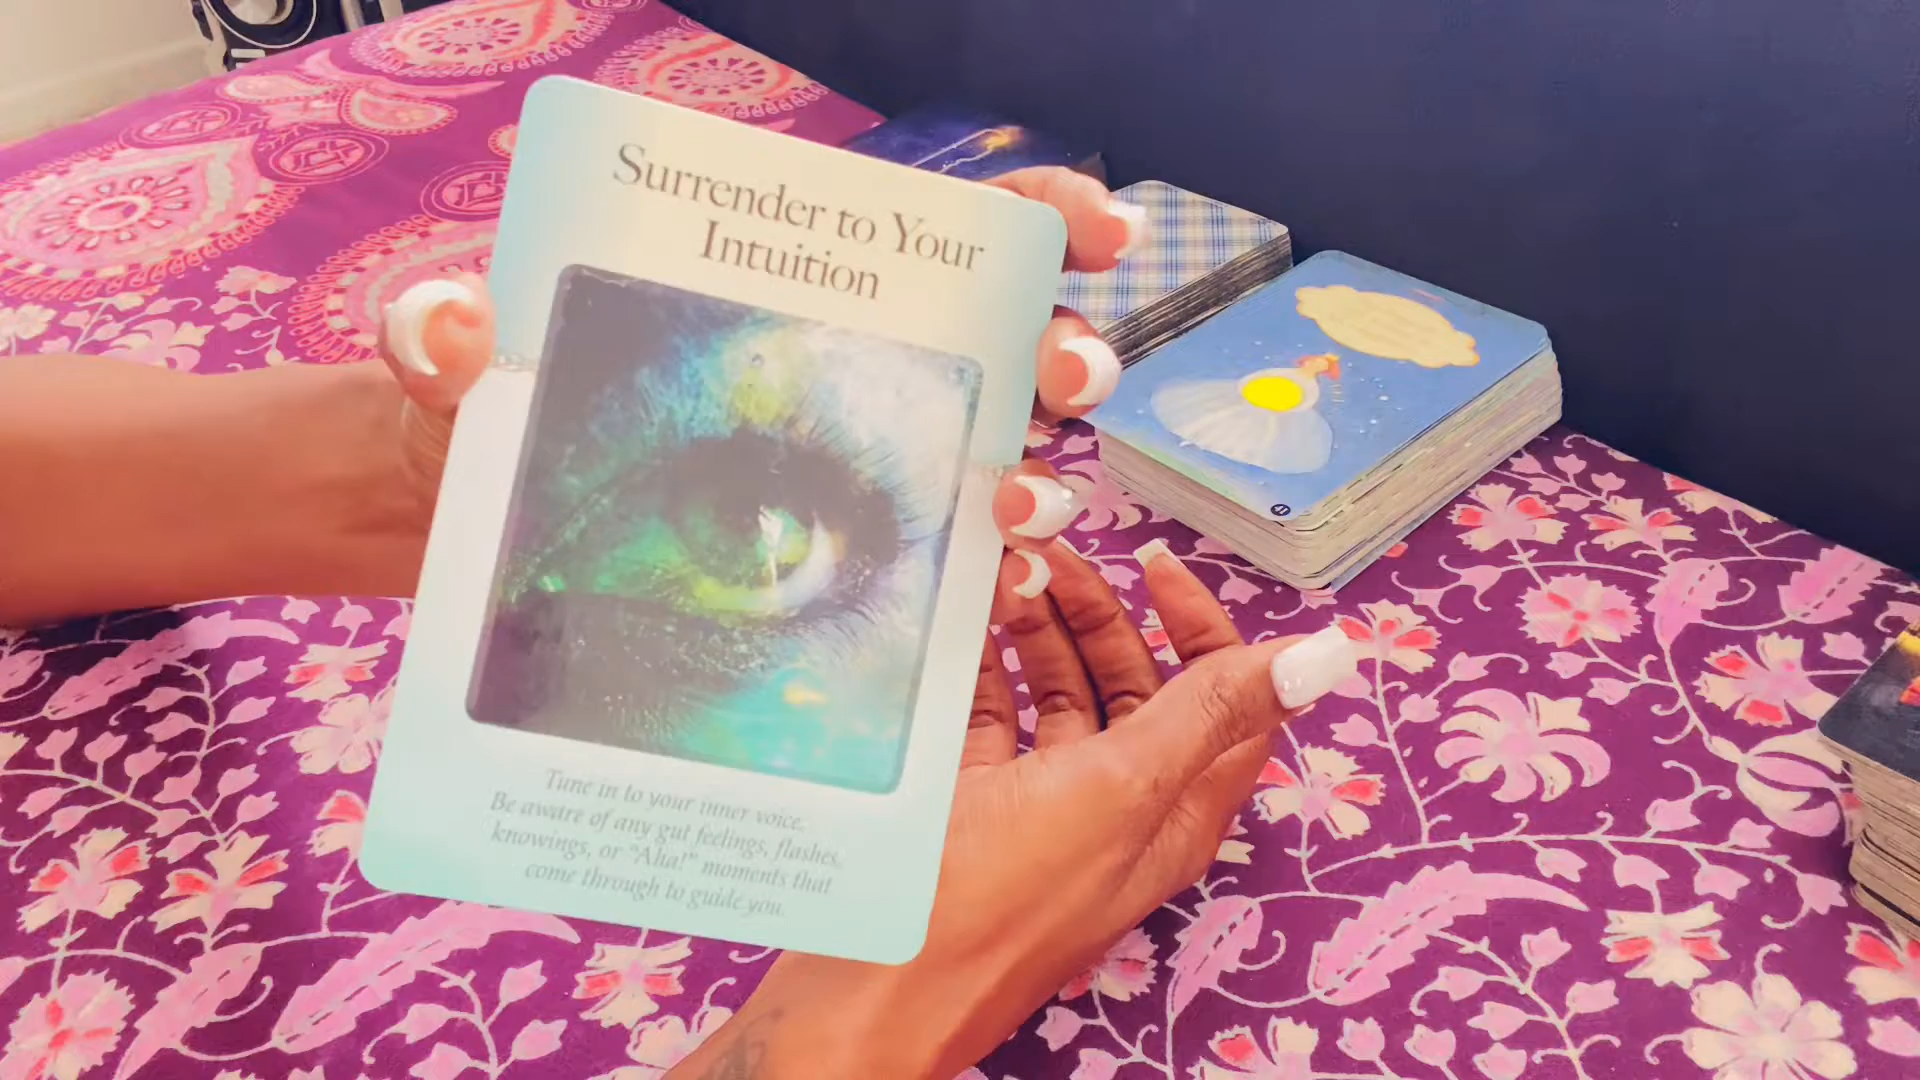 Surrender to Your
Intuition
Tune in to your inner voice.
Be aware of any gut feelings, flashes,
knowings, or "Aha!" moments that
come through to guide you.